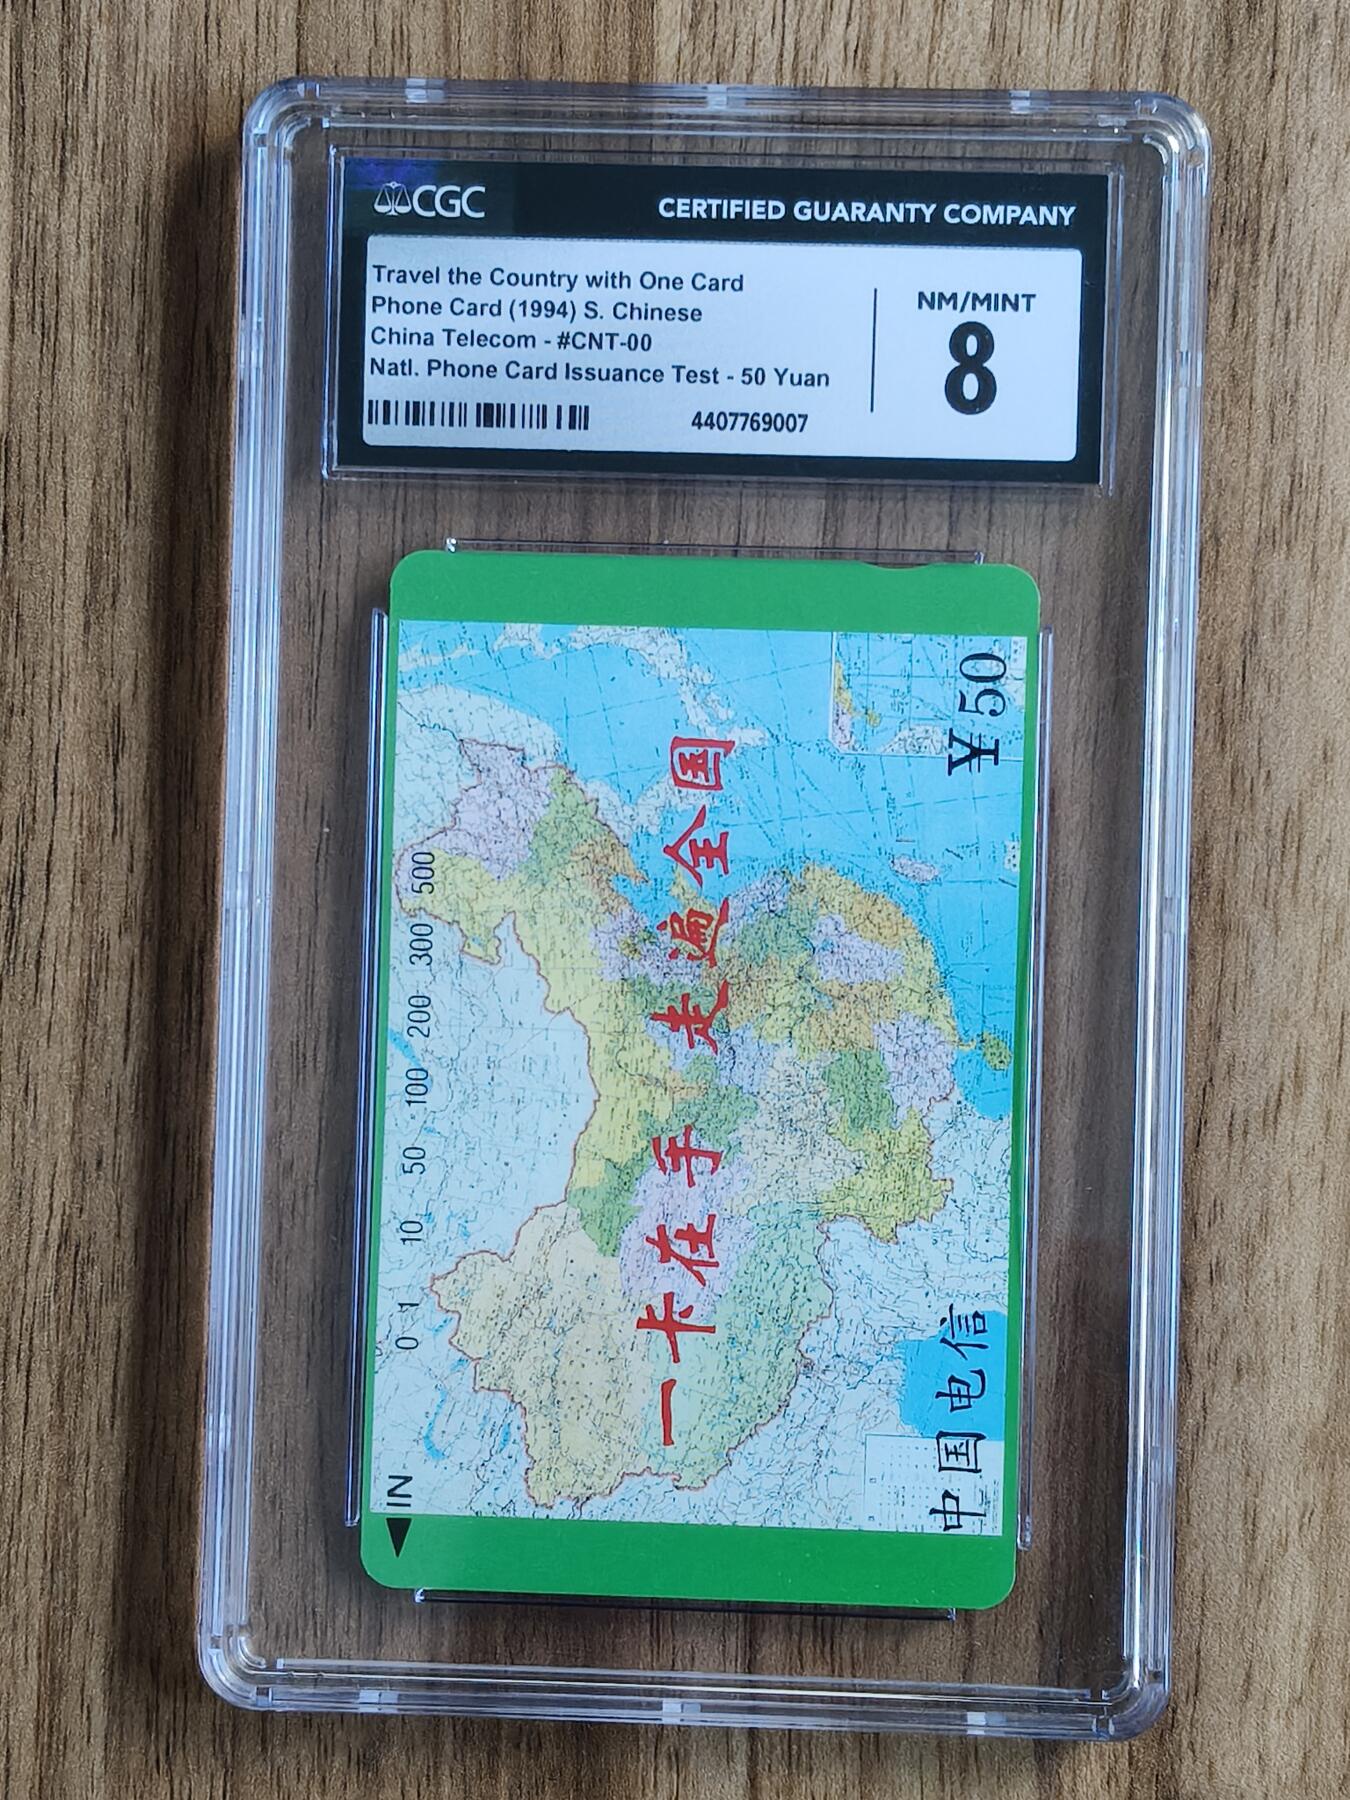 CGC
CERTIFIED GUARANTY COMPANY
Travel the Country with One Card
Phone Card (1994) S. Chinese
China Telecom - #CNT-00
Natl. Phone Card Issuance Test - 50 Yuan
4407769007
NM/MINT
8
IN
0 1 10 50 100 200 300 500
一卡在手 走遍全国
中国电信
¥50